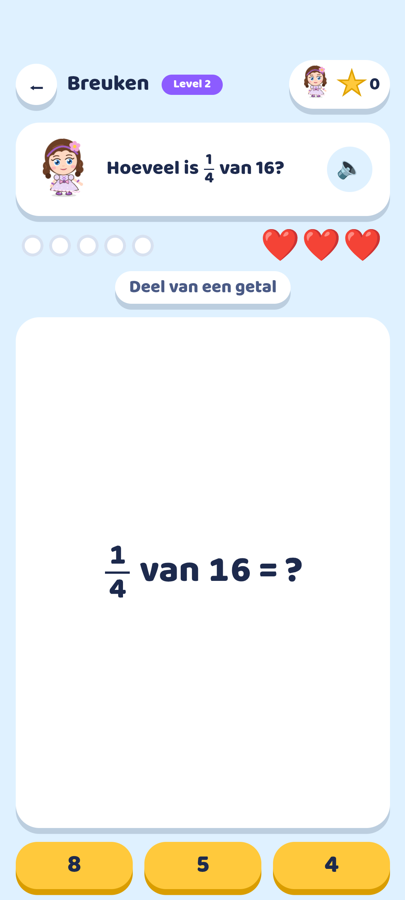 ← Breuken Level 2 0
Hoeveel is 1/4 van 16?
Deel van een getal
1/4 van 16 = ?
8 5 4